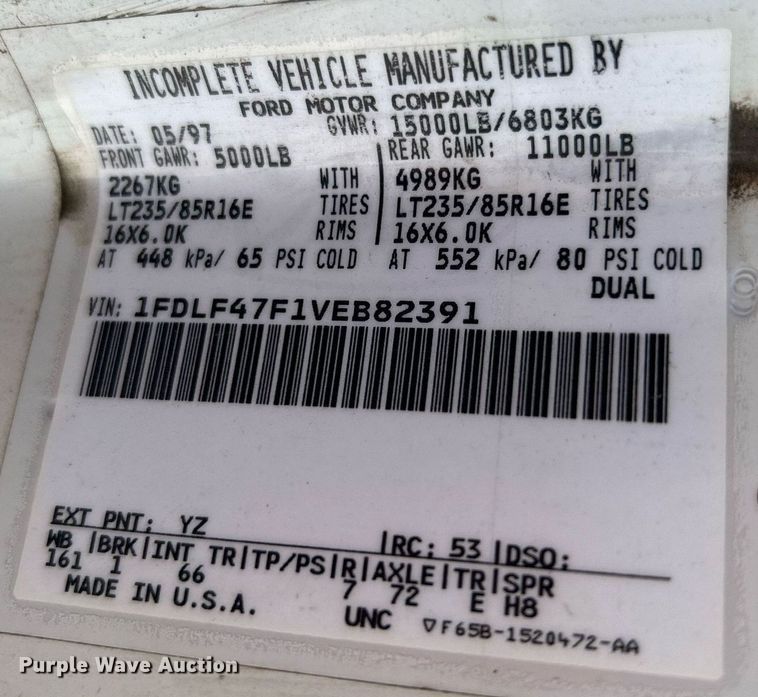 INCOMPLETE VEHICLE MANUFACTURED BY
FORD MOTOR COMPANY
DATE: 05/97 GVWR: 15000LB/6803KG
FRONT GAWR: 5000LB REAR GAWR: 11000LB
2267KG WITH 4989KG WITH
LT235/85R16E TIRES LT235/85R16E TIRES
16X6.0K RIMS 16X6.0K RIMS
AT 448 kPa/ 65 PSI COLD AT 552 kPa/ 80 PSI COLD
DUAL
VIN: 1FDLF47F1VEB82391
EXT PNT: YZ RC: 53 DSO:
WB BRK INT TR TP/PS R AXLE TR SPR
161 1 66 7 72 E H8
MADE IN U.S.A. UNC F65B-1520472-AA
Purple Wave Auction